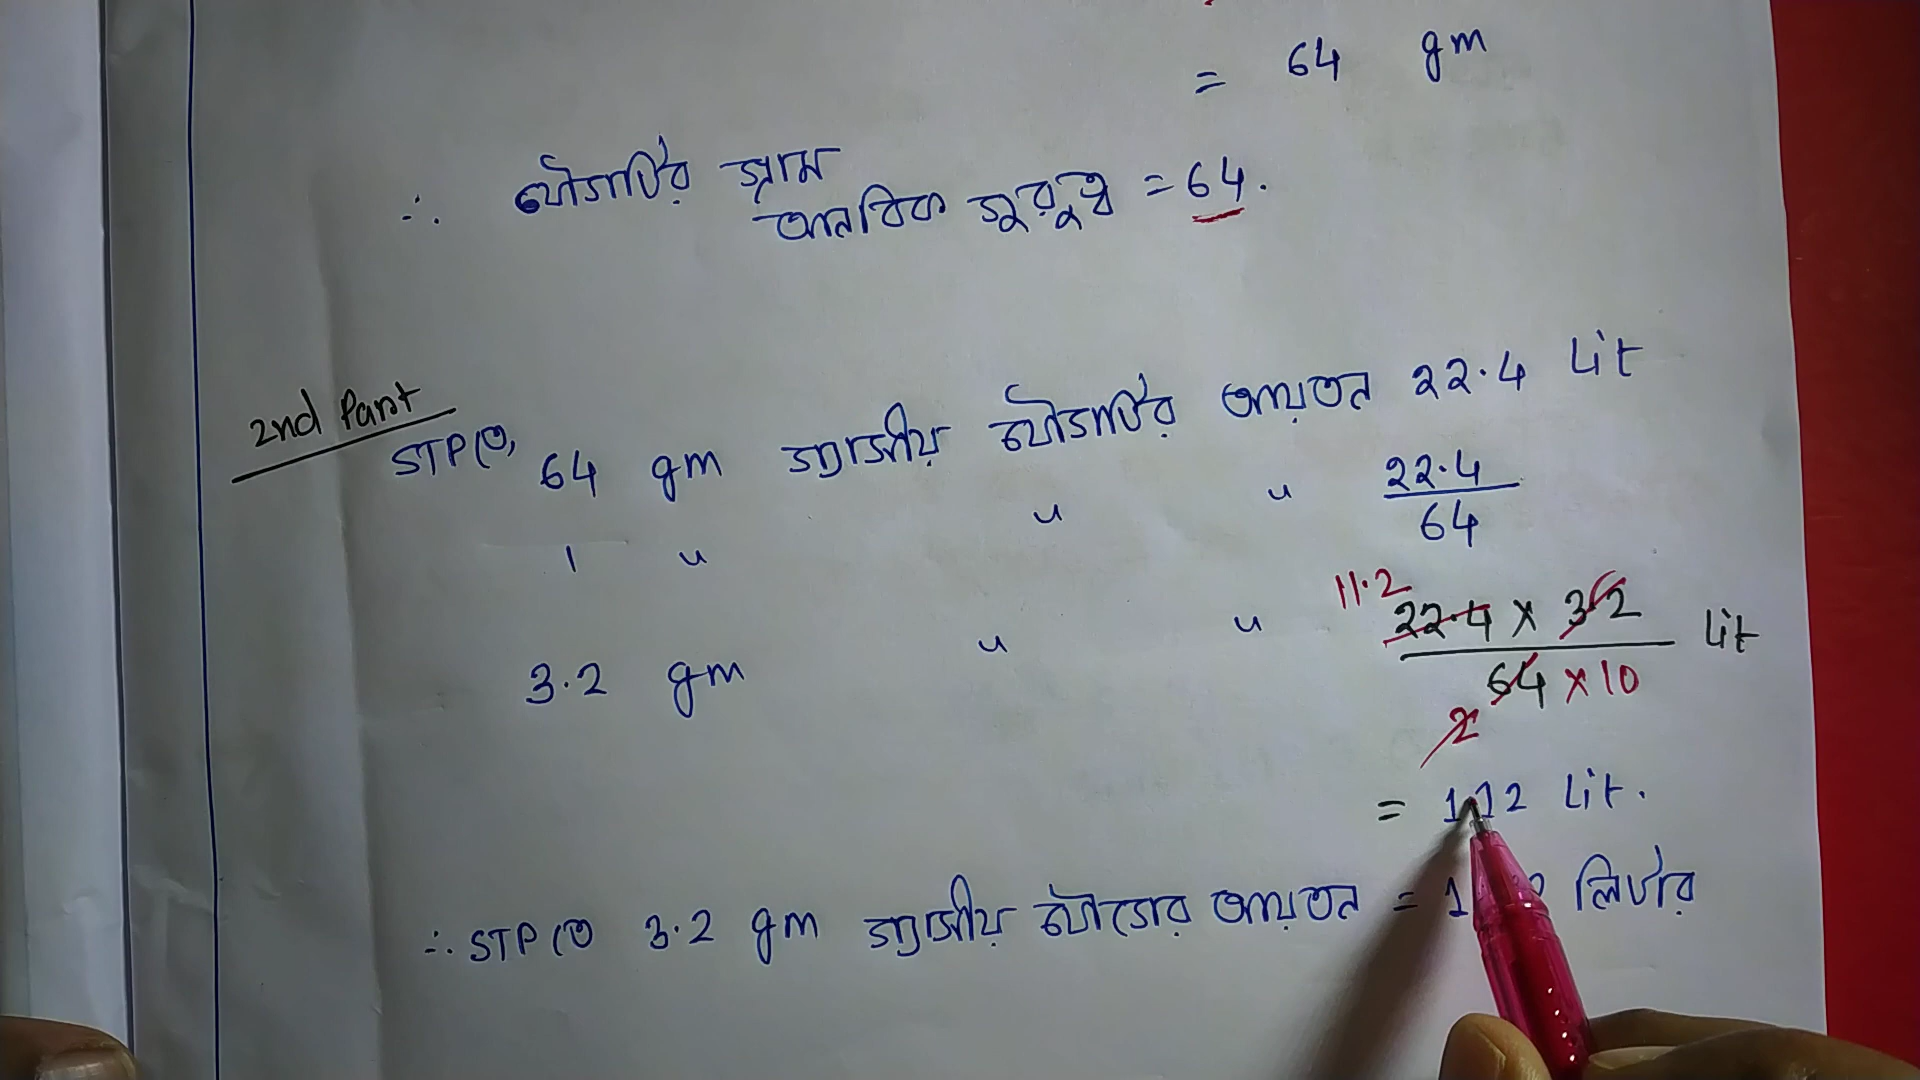 = 64 gm
∴ যৌগটির গ্রাম
আনবিক গুরুত্ব = 64.
2nd Part
STP তে, 64 gm গ্যাসীয় যৌগটির আয়তন 22.4 Lit
1 " " " 22.4/64
11.2
3.2 gm " " 22.4 x 32 / 64 x 10 lit
2
= 1.12 Lit.
∴ STP তে 3.2 gm গ্যাসীয় যৌগের আয়তন = লিটার